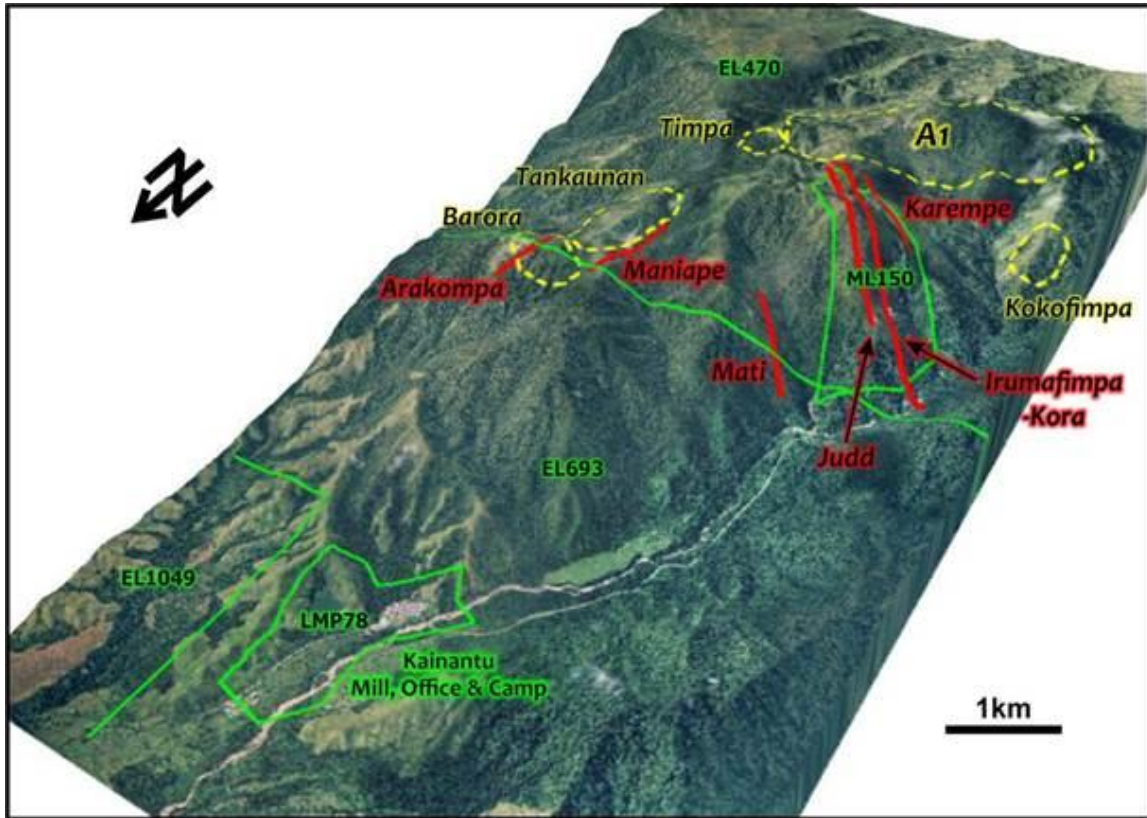 EL470
A1
Timpa
Tankaunan
Barora
Karempe
Arakompa
Maniape
ML150
Kokofimpa
Mati
Irumafimpa
-Kora
Judd
EL693
EL1049
LMP78
Kainantu
Mill, Office & Camp
1km
N